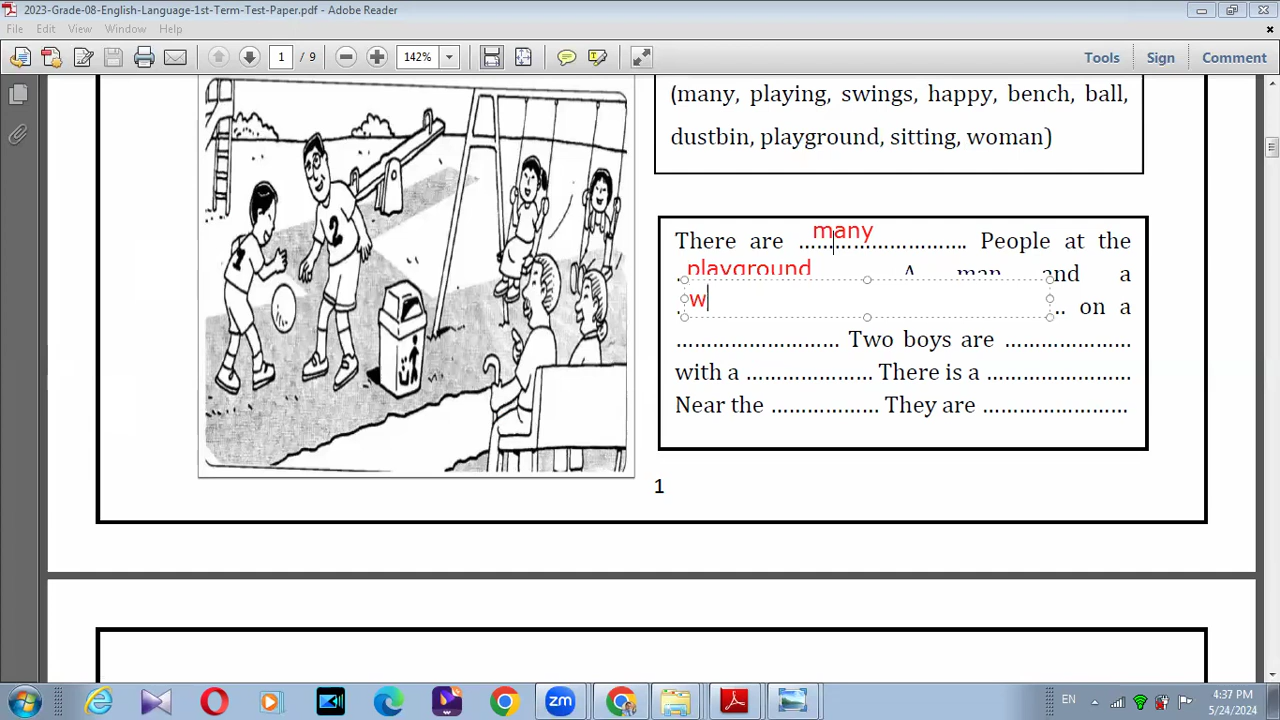 2023-Grade-08-English-Language-1st-Term-Test-Paper.pdf - Adobe Reader
File Edit View Window Help
1 / 9 142% Tools Sign Comment
(many, playing, swings, happy, bench, ball,
dustbin, playground, sitting, woman)
There are many ………………………. People at the
playground A man and a
w .. on a
………………………. Two boys are …………………
with a ………………… There is a ……………………
Near the ……………… They are ……………………
2
1
EN 4:37 PM
5/24/2024
zm